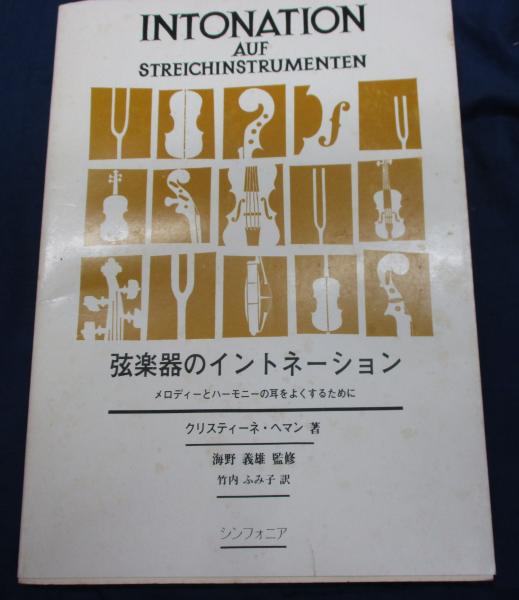 INTONATION
AUF
STREICHINSTRUMENTEN
弦楽器のイントネーション
メロディーとハーモニーの耳をよくするために
クリスティーネ・ヘマン 著
海野 義雄 監修
竹内 ふみ子 訳
シンフォニア